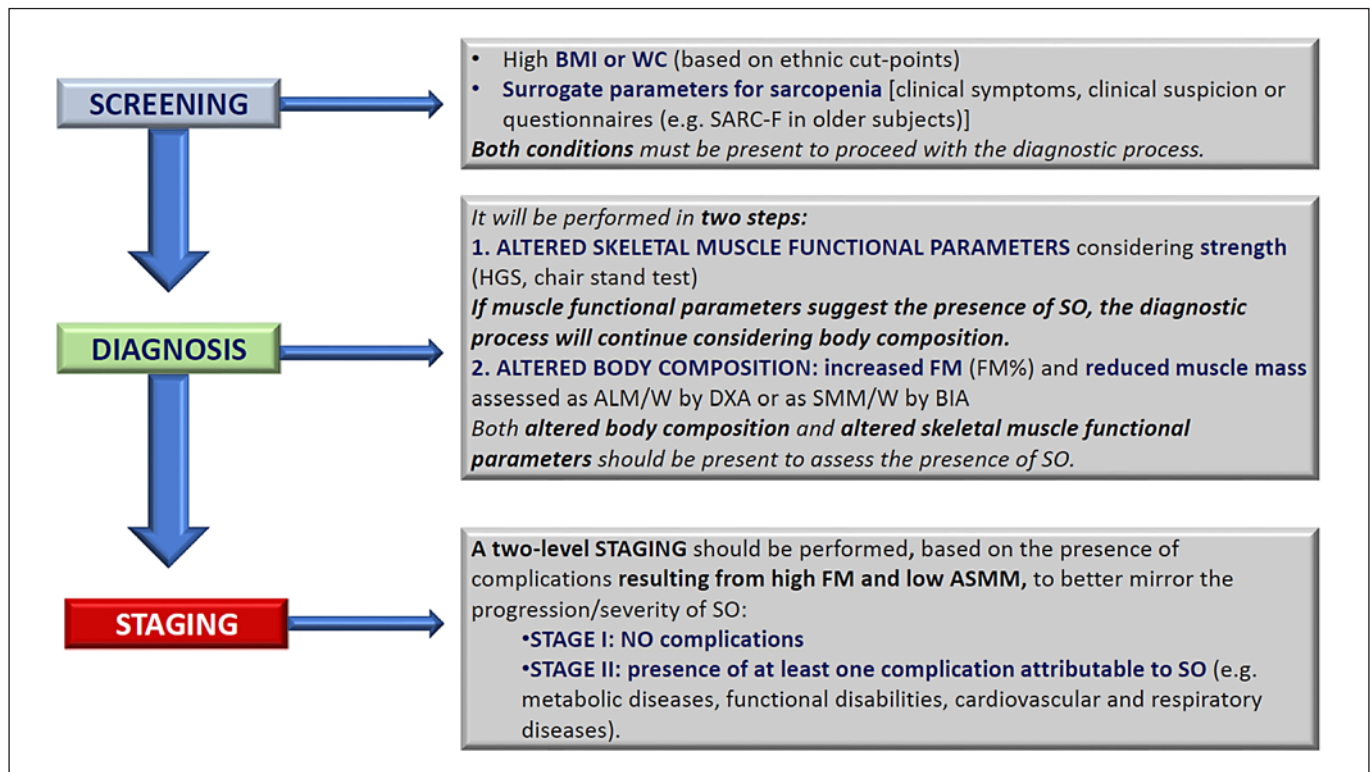 SCREENING
• High BMI or WC (based on ethnic cut-points)
• Surrogate parameters for sarcopenia [clinical symptoms, clinical suspicion or
questionnaires (e.g. SARC-F in older subjects)]
Both conditions must be present to proceed with the diagnostic process.
DIAGNOSIS
It will be performed in two steps:
1. ALTERED SKELETAL MUSCLE FUNCTIONAL PARAMETERS considering strength
(HGS, chair stand test)
If muscle functional parameters suggest the presence of SO, the diagnostic
process will continue considering body composition.
2. ALTERED BODY COMPOSITION: increased FM (FM%) and reduced muscle mass
assessed as ALM/W by DXA or as SMM/W by BIA
Both altered body composition and altered skeletal muscle functional
parameters should be present to assess the presence of SO.
STAGING
A two-level STAGING should be performed, based on the presence of
complications resulting from high FM and low ASMM, to better mirror the
progression/severity of SO:
•STAGE I: NO complications
•STAGE II: presence of at least one complication attributable to SO (e.g.
metabolic diseases, functional disabilities, cardiovascular and respiratory
diseases).